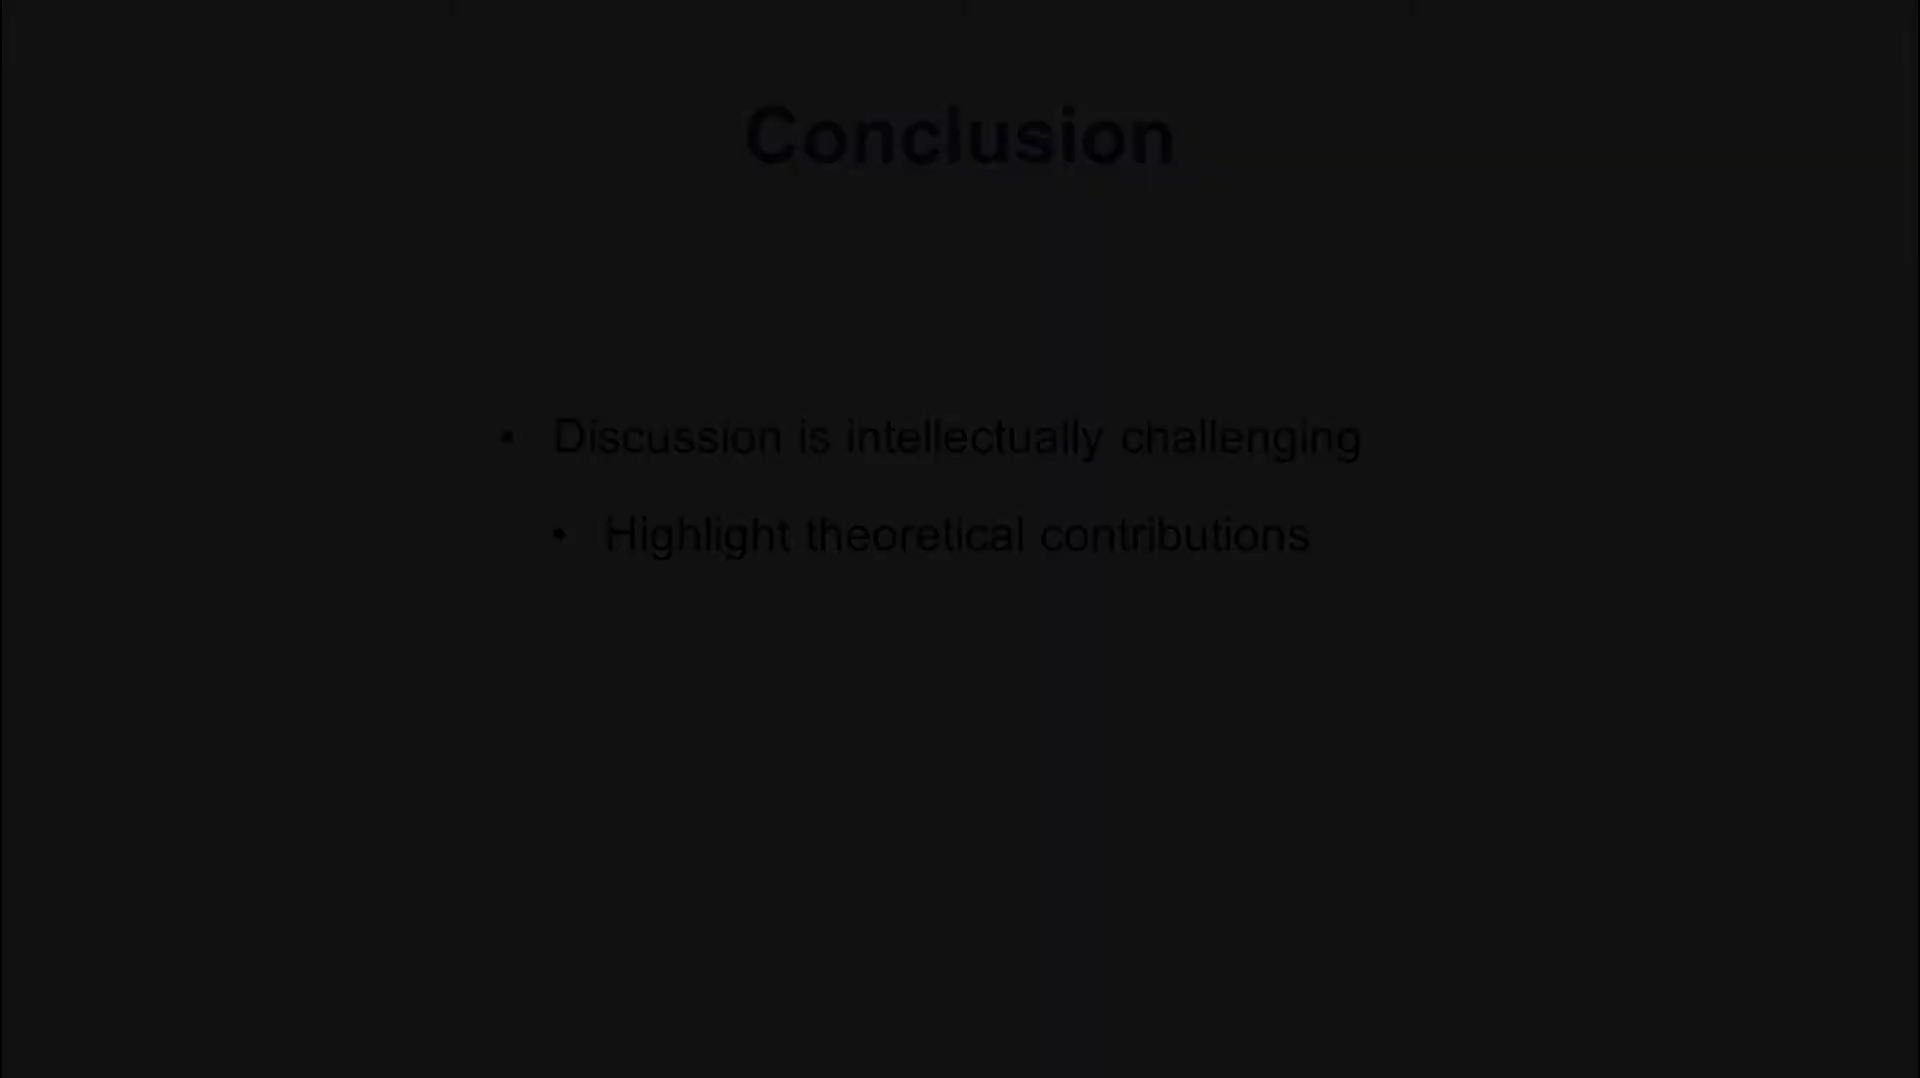 Conclusion
• Discussion is intellectually challenging
• Highlight theoretical contributions